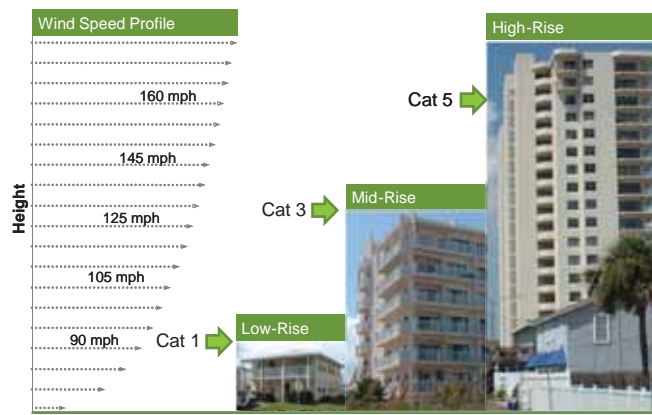 Wind Speed Profile
High-Rise
160 mph
Cat 5
145 mph
Mid-Rise
Cat 3
125 mph
Height
105 mph
Low-Rise
90 mph
Cat 1